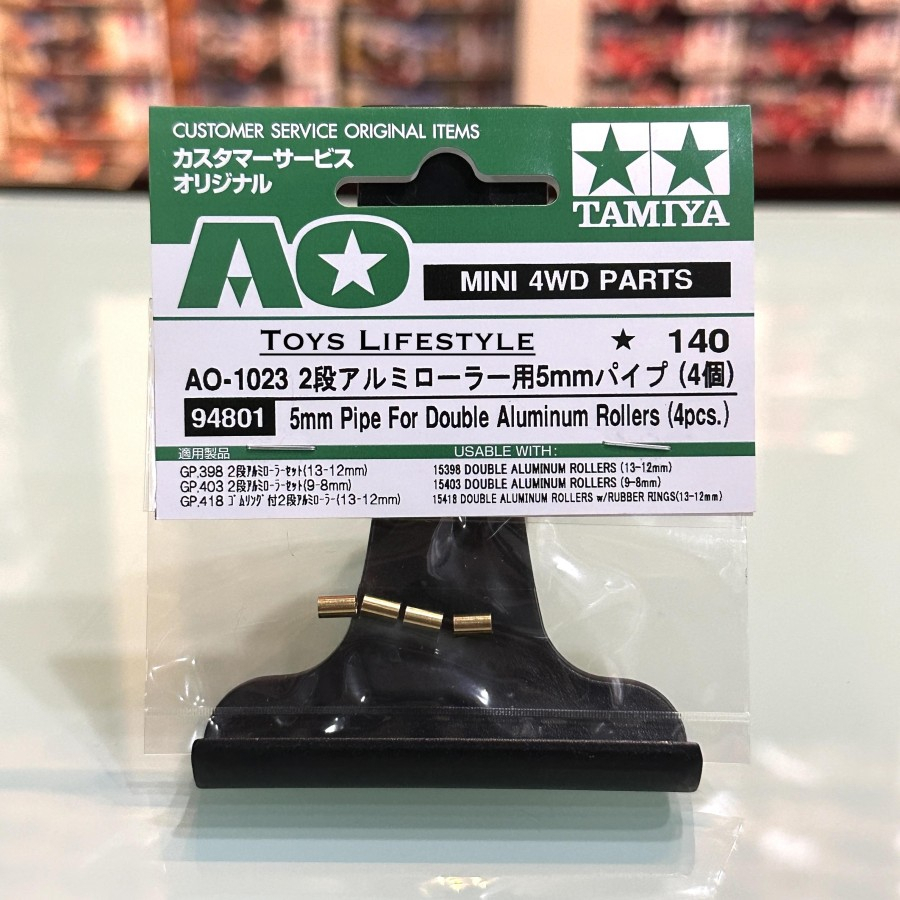 CUSTOMER SERVICE ORIGINAL ITEMS
カスタマーサービス
オリジナル
TAMIYA
AO
MINI 4WD PARTS
TOYS LIFESTYLE ★ 140
AO-1023 2段アルミローラー用5mmパイプ (4個)
94801 5mm Pipe For Double Aluminum Rollers (4pcs.)
適用製品 USABLE WITH:
GP.398 2段ｱﾙﾐﾛｰﾗｰｾｯﾄ(13-12mm) 15398 DOUBLE ALUMINUM ROLLERS (13-12mm)
GP.403 2段ｱﾙﾐﾛｰﾗｰｾｯﾄ(9-8mm) 15403 DOUBLE ALUMINUM ROLLERS (9-8mm)
GP.418 ｺﾞﾑﾘﾝｸﾞ付2段ｱﾙﾐﾛｰﾗｰ(13-12mm) 15418 DOUBLE ALUMINUM ROLLERS w/RUBBER RINGS(13-12mm)